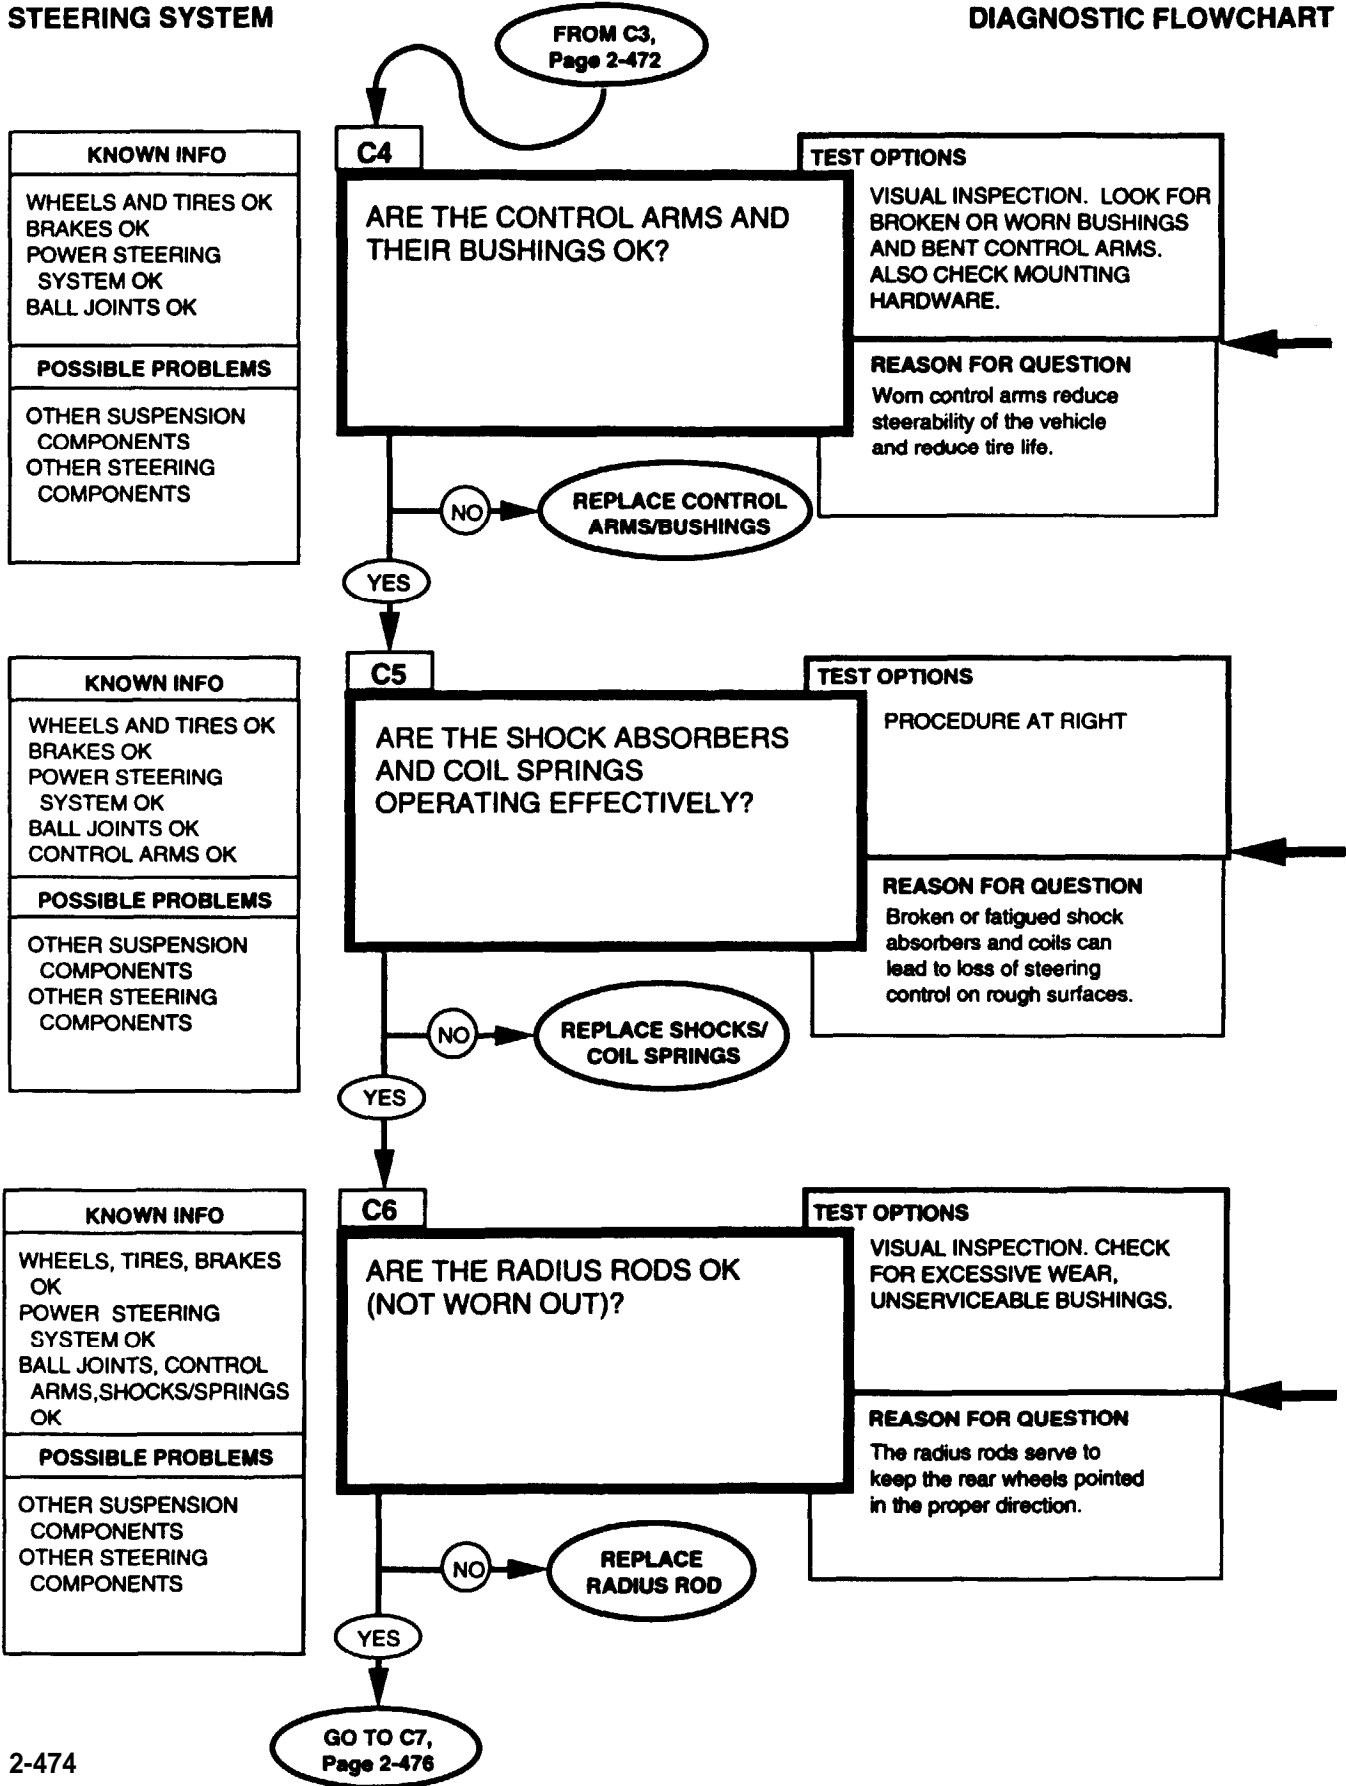 STEERING SYSTEM
DIAGNOSTIC FLOWCHART
FROM C3,
Page 2-472
KNOWN INFO
WHEELS AND TIRES OK
BRAKES OK
POWER STEERING
SYSTEM OK
BALL JOINTS OK
POSSIBLE PROBLEMS
OTHER SUSPENSION
COMPONENTS
OTHER STEERING
COMPONENTS
C4
ARE THE CONTROL ARMS AND
THEIR BUSHINGS OK?
TEST OPTIONS
VISUAL INSPECTION. LOOK FOR
BROKEN OR WORN BUSHINGS
AND BENT CONTROL ARMS.
ALSO CHECK MOUNTING
HARDWARE.
REASON FOR QUESTION
Worn control arms reduce
steerability of the vehicle
and reduce tire life.
NO
REPLACE CONTROL
ARMS/BUSHINGS
YES
KNOWN INFO
WHEELS AND TIRES OK
BRAKES OK
POWER STEERING
SYSTEM OK
BALL JOINTS OK
CONTROL ARMS OK
POSSIBLE PROBLEMS
OTHER SUSPENSION
COMPONENTS
OTHER STEERING
COMPONENTS
C5
ARE THE SHOCK ABSORBERS
AND COIL SPRINGS
OPERATING EFFECTIVELY?
TEST OPTIONS
PROCEDURE AT RIGHT
REASON FOR QUESTION
Broken or fatigued shock
absorbers and coils can
lead to loss of steering
control on rough surfaces.
NO
REPLACE SHOCKS/
COIL SPRINGS
YES
KNOWN INFO
WHEELS, TIRES, BRAKES
OK
POWER STEERING
SYSTEM OK
BALL JOINTS, CONTROL
ARMS,SHOCKS/SPRINGS
OK
POSSIBLE PROBLEMS
OTHER SUSPENSION
COMPONENTS
OTHER STEERING
COMPONENTS
C6
ARE THE RADIUS RODS OK
(NOT WORN OUT)?
TEST OPTIONS
VISUAL INSPECTION. CHECK
FOR EXCESSIVE WEAR,
UNSERVICEABLE BUSHINGS.
REASON FOR QUESTION
The radius rods serve to
keep the rear wheels pointed
in the proper direction.
NO
REPLACE
RADIUS ROD
YES
GO TO C7,
Page 2-476
2-474